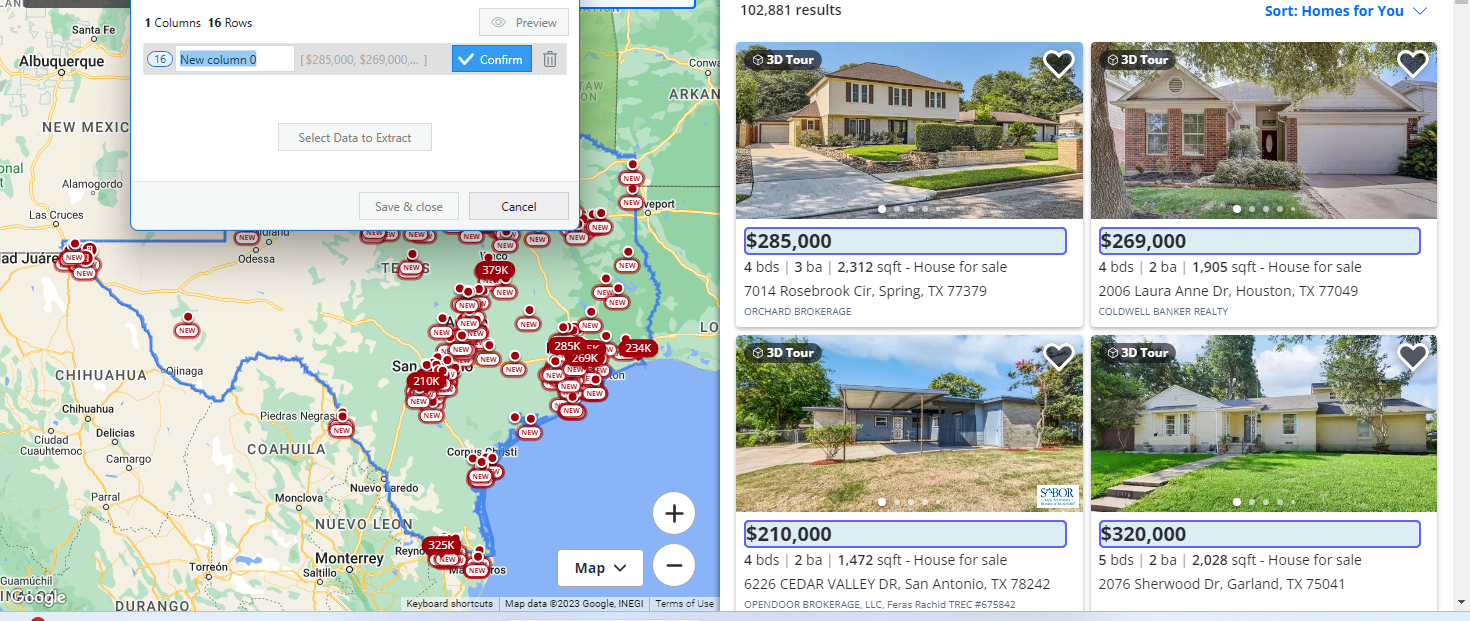 1 Columns 16 Rows
Preview
16 New column 0 [ $285,000, $269,000,... ] Confirm
Select Data to Extract
Save & close
Cancel
Santa Fe
Albuquerque
NEW MEXIC
Alamogordo
Las Cruces
ad Juáre
NEW
Odessa
ARKAN
Conwa
veport
TE S
379K
285K
269K
234K
210K
325K
CHIHUAHUA
Ojinaga
Chihuahua
Delicias
Ciudad
Cuauhtemoc
Camargo
Parral
Piedras Negras
COAHUILA
Monclova
Nuevo Laredo
NUEVO LEON
Monterrey
Saltillo
Torreón
DURANGO
Guamúchil
Corpus Christi
Google
Map
Keyboard shortcuts
Map data ©2023 Google, INEGI
Terms of Use
102,881 results
Sort: Homes for You
3D Tour
$285,000
4 bds | 3 ba | 2,312 sqft - House for sale
7014 Rosebrook Cir, Spring, TX 77379
ORCHARD BROKERAGE
3D Tour
$269,000
4 bds | 2 ba | 1,905 sqft - House for sale
2006 Laura Anne Dr, Houston, TX 77049
COLDWELL BANKER REALTY
3D Tour
SABOR
$210,000
4 bds | 2 ba | 1,472 sqft - House for sale
6226 CEDAR VALLEY DR, San Antonio, TX 78242
OPENDOOR BROKERAGE, LLC, Feras Rachid TREC #675842
3D Tour
$320,000
5 bds | 2 ba | 2,028 sqft - House for sale
2076 Sherwood Dr, Garland, TX 75041